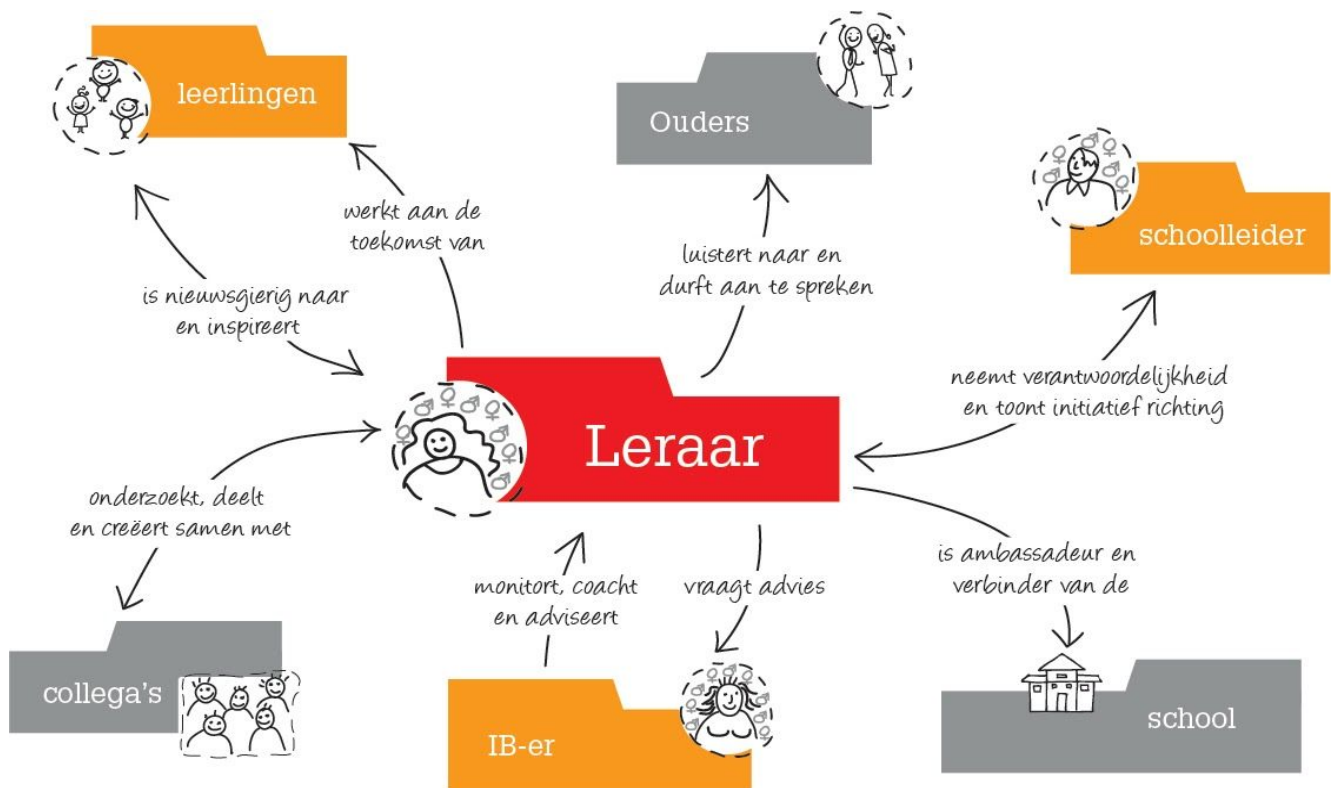 leerlingen
Ouders
schoolleider
werkt aan de
toekomst van
luistert naar en
durft aan te spreken
is nieuwsgierig naar
en inspireert
neemt verantwoordelijkheid
en toont initiatief richting
Leraar
onderzoekt, deelt
en creëert samen met
monitort, coacht
en adviseert
vraagt advies
is ambassadeur en
verbinder van de
collega's
IB-er
school